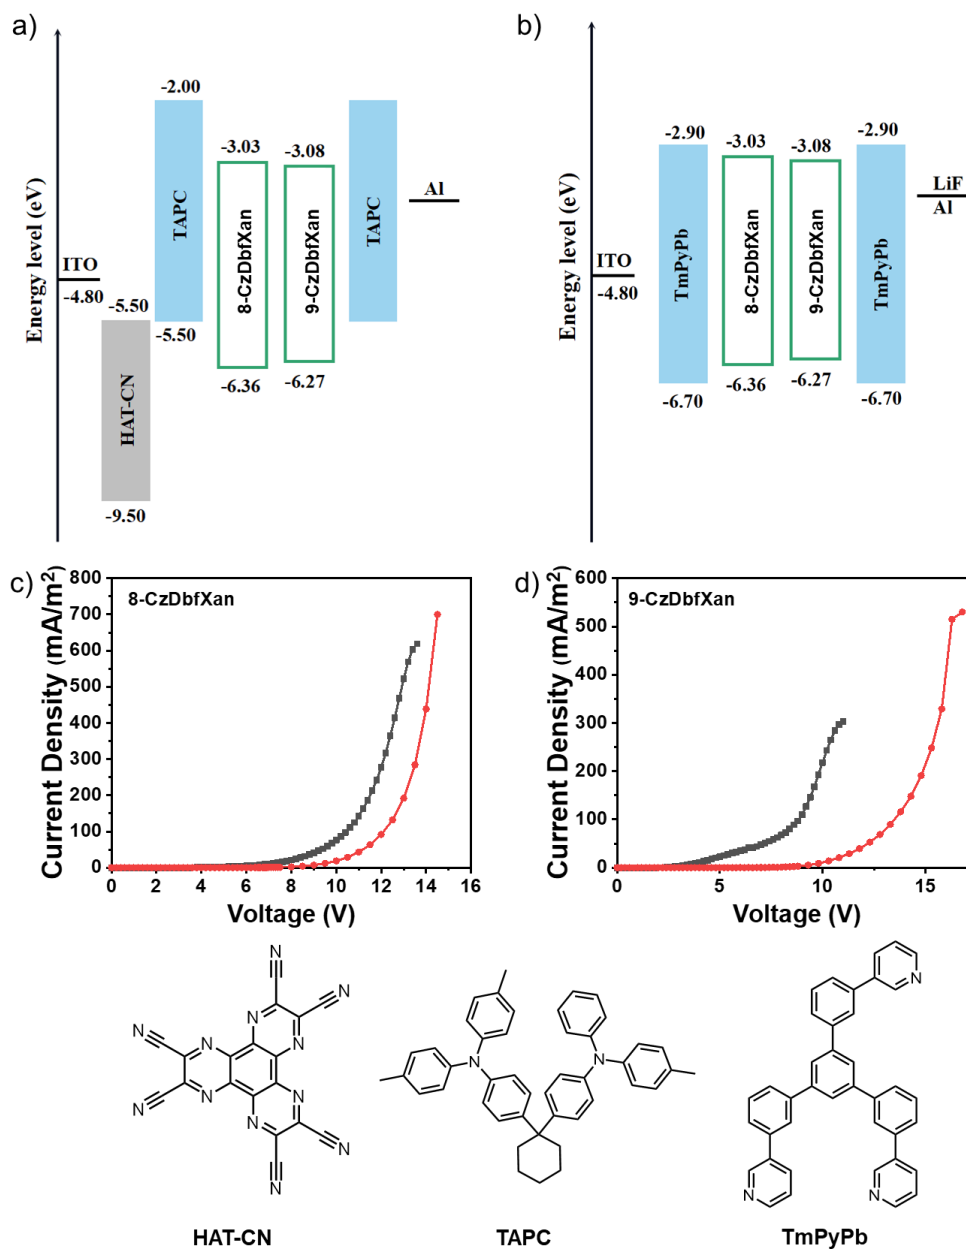 a)
Energy level (eV)
-2.00
-3.03
-3.08
Al
TAPC
8-CzDbfXan
9-CzDbfXan
TAPC
ITO
-4.80
-5.50
-5.50
-6.36
-6.27
HAT-CN
-9.50
b)
Energy level (eV)
-2.90
-3.03
-3.08
-2.90
LiF
Al
TmPyPb
8-CzDbfXan
9-CzDbfXan
TmPyPb
ITO
-4.80
-6.36
-6.27
-6.70
-6.70
c)
8-CzDbfXan
Current Density (mA/m²)
800
700
600
500
400
300
200
100
0
0 2 4 6 8 10 12 14 16
Voltage (V)
d)
9-CzDbfXan
Current Density (mA/m²)
600
500
400
300
200
100
0
0 5 10 15
Voltage (V)
N
N
N
N
N
N
N
N
N
N
N
N
HAT-CN
N
N
TAPC
N
N
N
TmPyPb